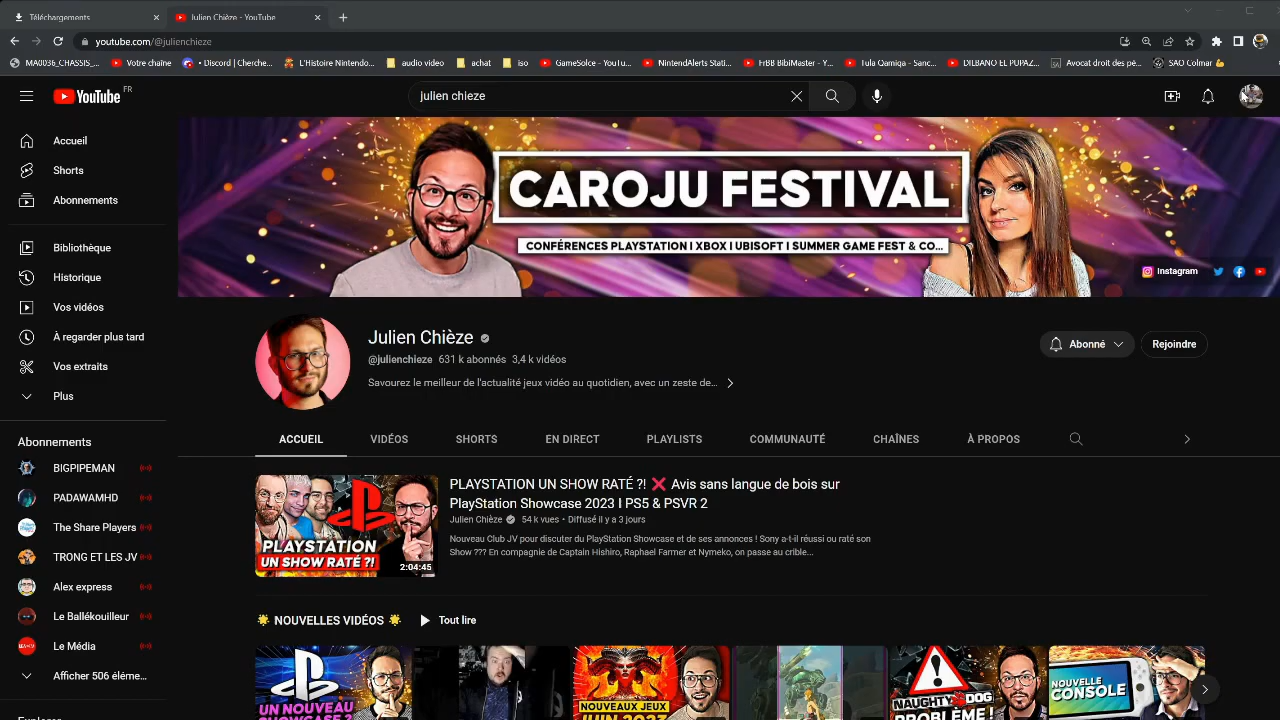 Téléchargements
Julien Chièze - YouTube
youtube.com/@julienchieze
MA0036_CHASSIS_...
Votre chaîne
• Discord | Cherche...
L'Histoire Nintendo...
audio video
achat
iso
GameSolce - YouTu...
NintendAlerts Stati...
FrBB BibiMaster - Y...
Tula Qamiqa - Sanc...
DILBANO EL PUPAZ...
Avocat droit des pé...
SAO Colmar 💪
YouTube FR
julien chieze
Accueil
Shorts
Abonnements
Bibliothèque
Historique
Vos vidéos
À regarder plus tard
Vos extraits
Plus
Abonnements
BIGPIPEMAN
PADAWAMHD
The Share Players
TRONG ET LES JV
Alex express
Le Ballékouilleur
Le Média
Afficher 506 éléme...
CAROJU FESTIVAL
CONFÉRENCES PLAYSTATION I XBOX I UBISOFT I SUMMER GAME FEST & CO...
Instagram
Julien Chièze
@julienchieze 631 k abonnés 3,4 k vidéos
Savourez le meilleur de l'actualité jeux vidéo au quotidien, avec un zeste de...
Abonné
Rejoindre
ACCUEIL
VIDÉOS
SHORTS
EN DIRECT
PLAYLISTS
COMMUNAUTÉ
CHAÎNES
À PROPOS
PLAYSTATION
UN SHOW RATÉ ?!
2:04:45
PLAYSTATION UN SHOW RATÉ ?! ❌ Avis sans langue de bois sur
PlayStation Showcase 2023 I PS5 & PSVR 2
Julien Chièze 54 k vues • Diffusé il y a 3 jours
Nouveau Club JV pour discuter du PlayStation Showcase et de ses annonces ! Sony a-t-il réussi ou raté son
Show ??? En compagnie de Captain Hishiro, Raphael Farmer et Nymeko, on passe au crible...
🌟 NOUVELLES VIDÉOS 🌟
Tout lire
UN NOUVEAU
SHOWCASE ?
NOUVEAUX JEUX
JUIN 2023
NAUGHTY DOG
PROBLÈME !
NOUVELLE
CONSOLE